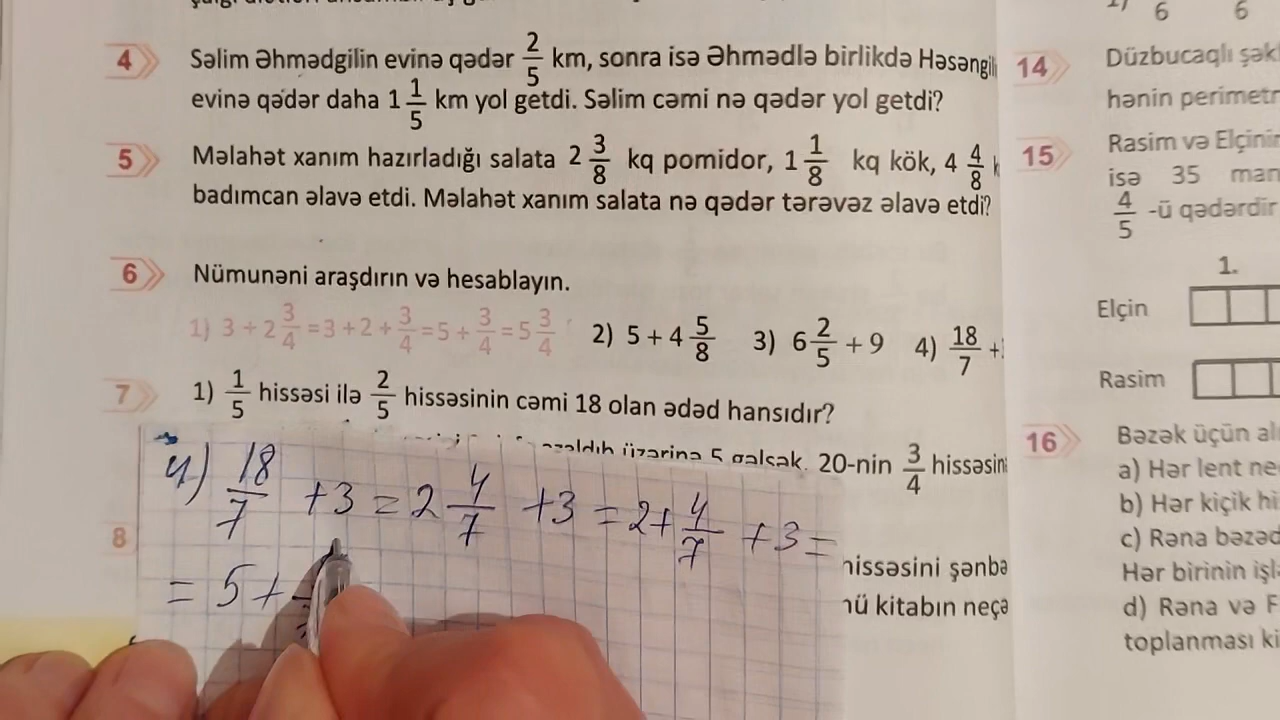 4 Səlim Əhmədgilin evinə qədər 2/5 km, sonra isə Əhmədlə birlikdə Həsəngili
evinə qədər daha 1 1/5 km yol getdi. Səlim cəmi nə qədər yol getdi?
5 Məlahət xanım hazırladığı salata 2 3/8 kq pomidor, 1 1/8 kq kök, 4 4/8
badımcan əlavə etdi. Məlahət xanım salata nə qədər tərəvəz əlavə etdi?
6 Nümunəni araşdırın və hesablayın.
1) 3 + 2 3/4 = 3 + 2 + 3/4 = 5 + 3/4 = 5 3/4 2) 5 + 4 5/8 3) 6 2/5 + 9 4) 18/7 +
7 1) 1/5 hissəsi ilə 2/5 hissəsinin cəmi 18 olan ədəd hansıdır?
üzərinə 5 gəlsək, 20-nin 3/4 hissəsin
8
hissəsini şənbə
nü kitabın neçə
4) 18/7 + 3 = 2 4/7 + 3 = 2 + 4/7 + 3 =
= 5 +
6 6
14 Düzbucaqlı şəkl
hənin perimetr
15 Rasim və Elçinin
isə 35 man
4/5 -ü qədərdir
1.
Elçin
Rasim
16 Bəzək üçün alı
a) Hər lent ne
b) Hər kiçik hi
c) Rəna bəzəd
Hər birinin işlə
d) Rəna və F
toplanması ki